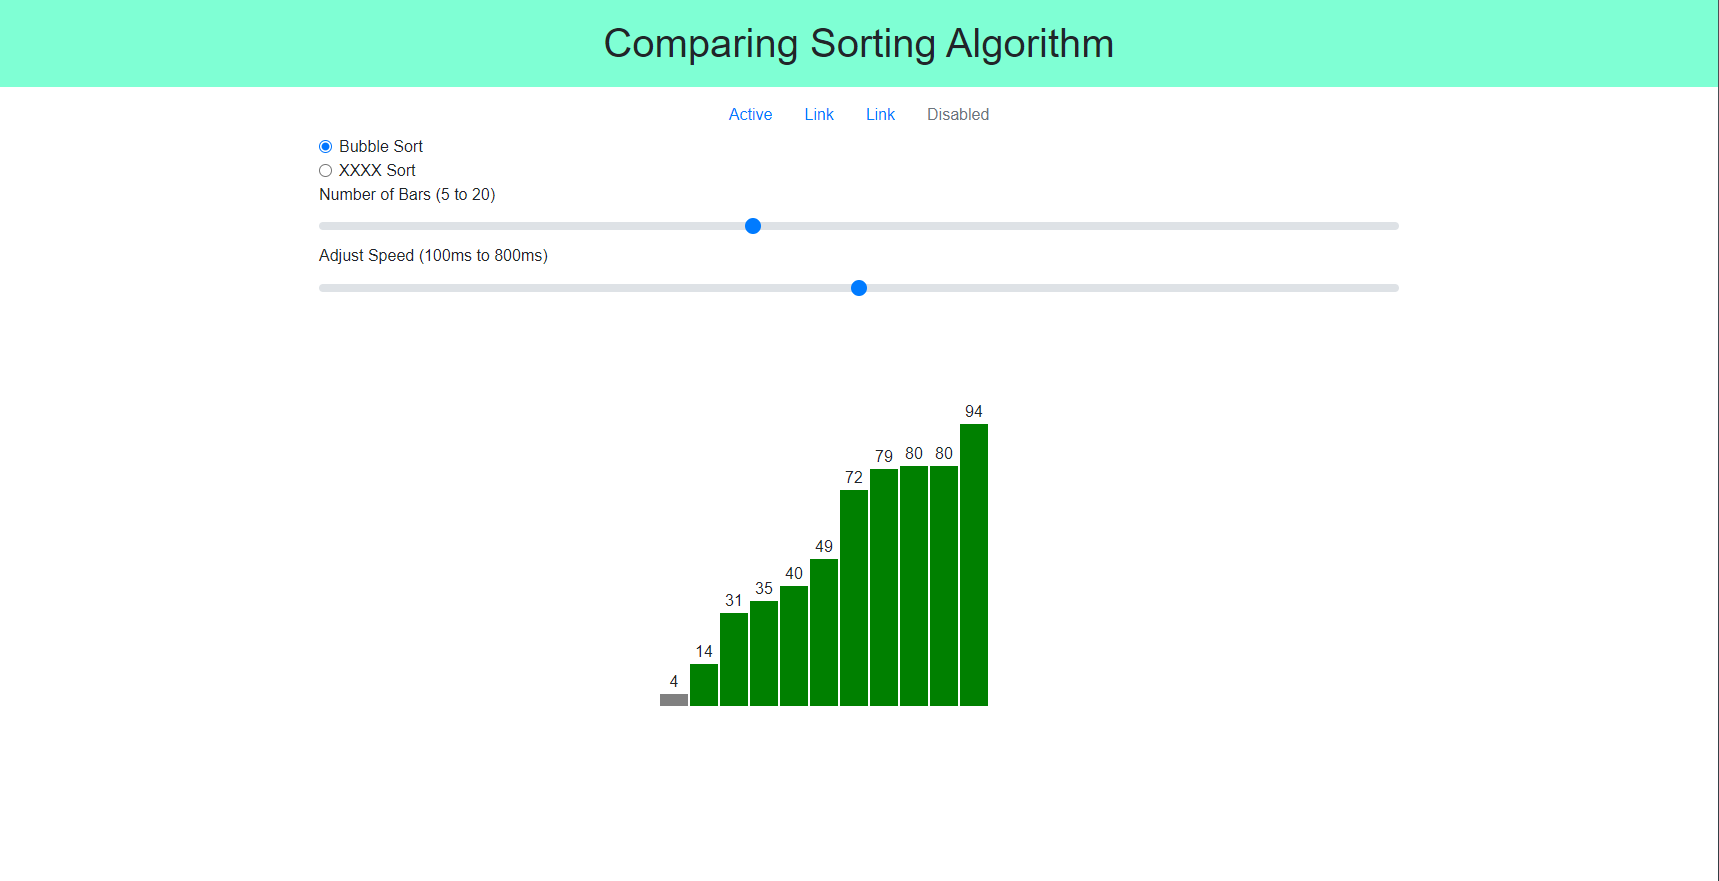 Comparing Sorting Algorithm
Active Link Link Disabled
Bubble Sort
XXXX Sort
Number of Bars (5 to 20)
Adjust Speed (100ms to 800ms)
94
79 80 80
72
49
40
35
31
14
4